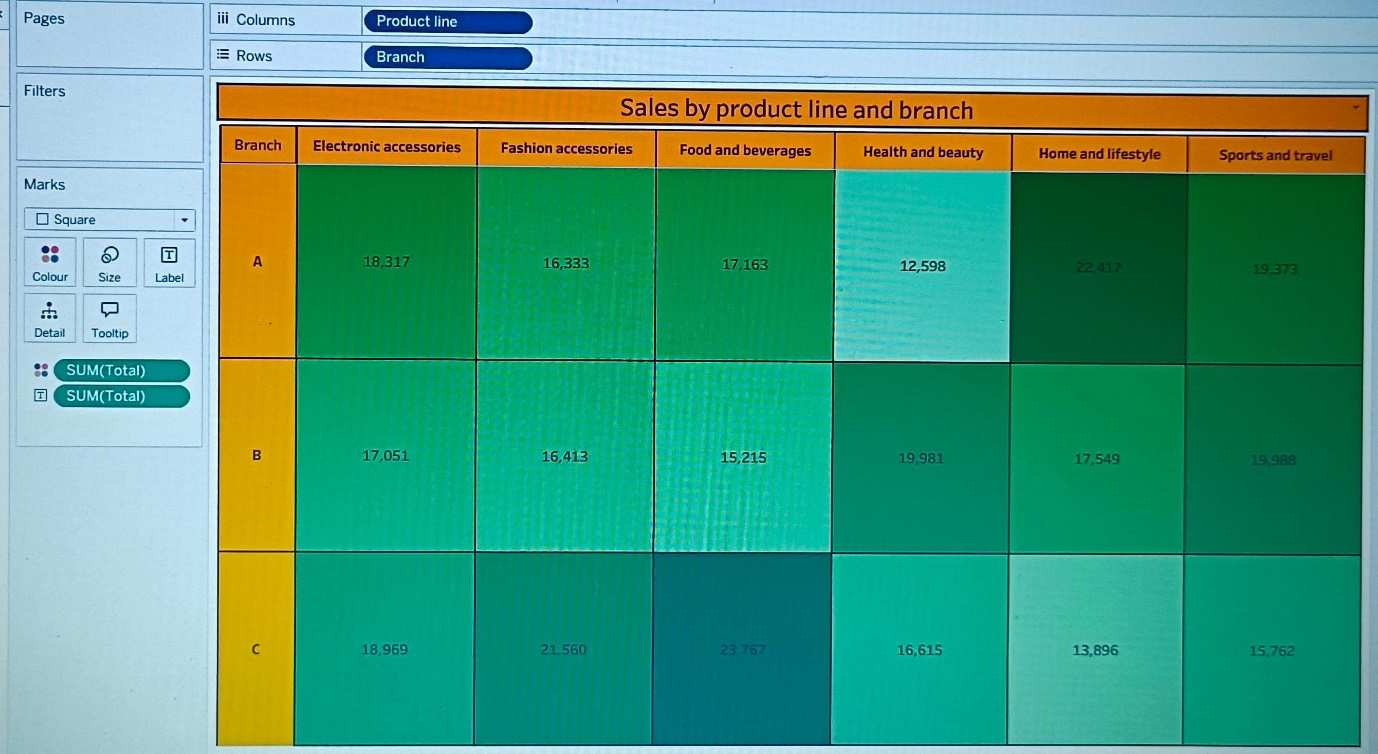 Pages
Columns Product line
Rows Branch
Filters
Sales by product line and branch
Branch Electronic accessories Fashion accessories Food and beverages Health and beauty Home and lifestyle Sports and travel
Marks
Square
Colour Size Label
Detail Tooltip
SUM(Total)
SUM(Total)
A 18,317 16,333 17,163 12,598 22,417 19,373
B 17,051 16,413 15,215 19,981 17,549 19,988
C 18,969 21,560 23,767 16,615 13,896 15,762